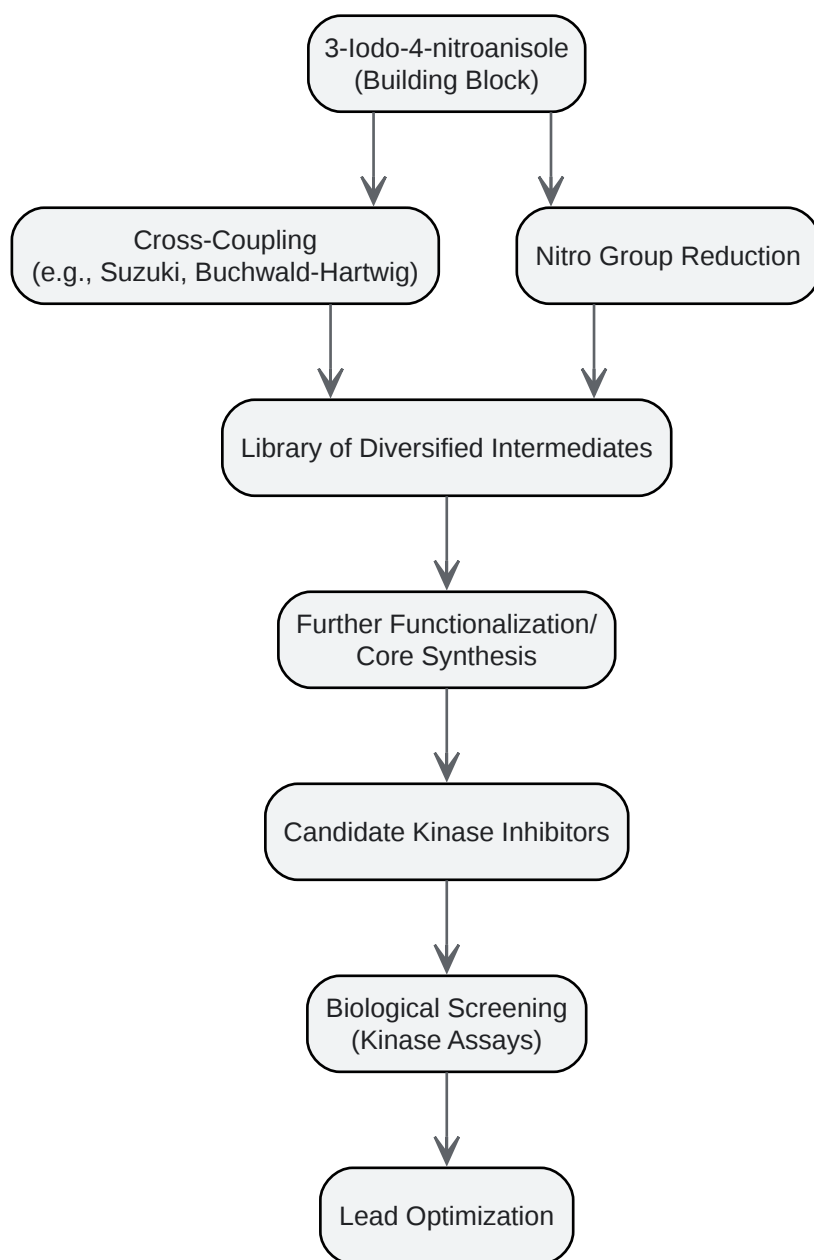 3-Iodo-4-nitroanisole
(Building Block)
Cross-Coupling
(e.g., Suzuki, Buchwald-Hartwig)
Nitro Group Reduction
Library of Diversified Intermediates
Further Functionalization/
Core Synthesis
Candidate Kinase Inhibitors
Biological Screening
(Kinase Assays)
Lead Optimization